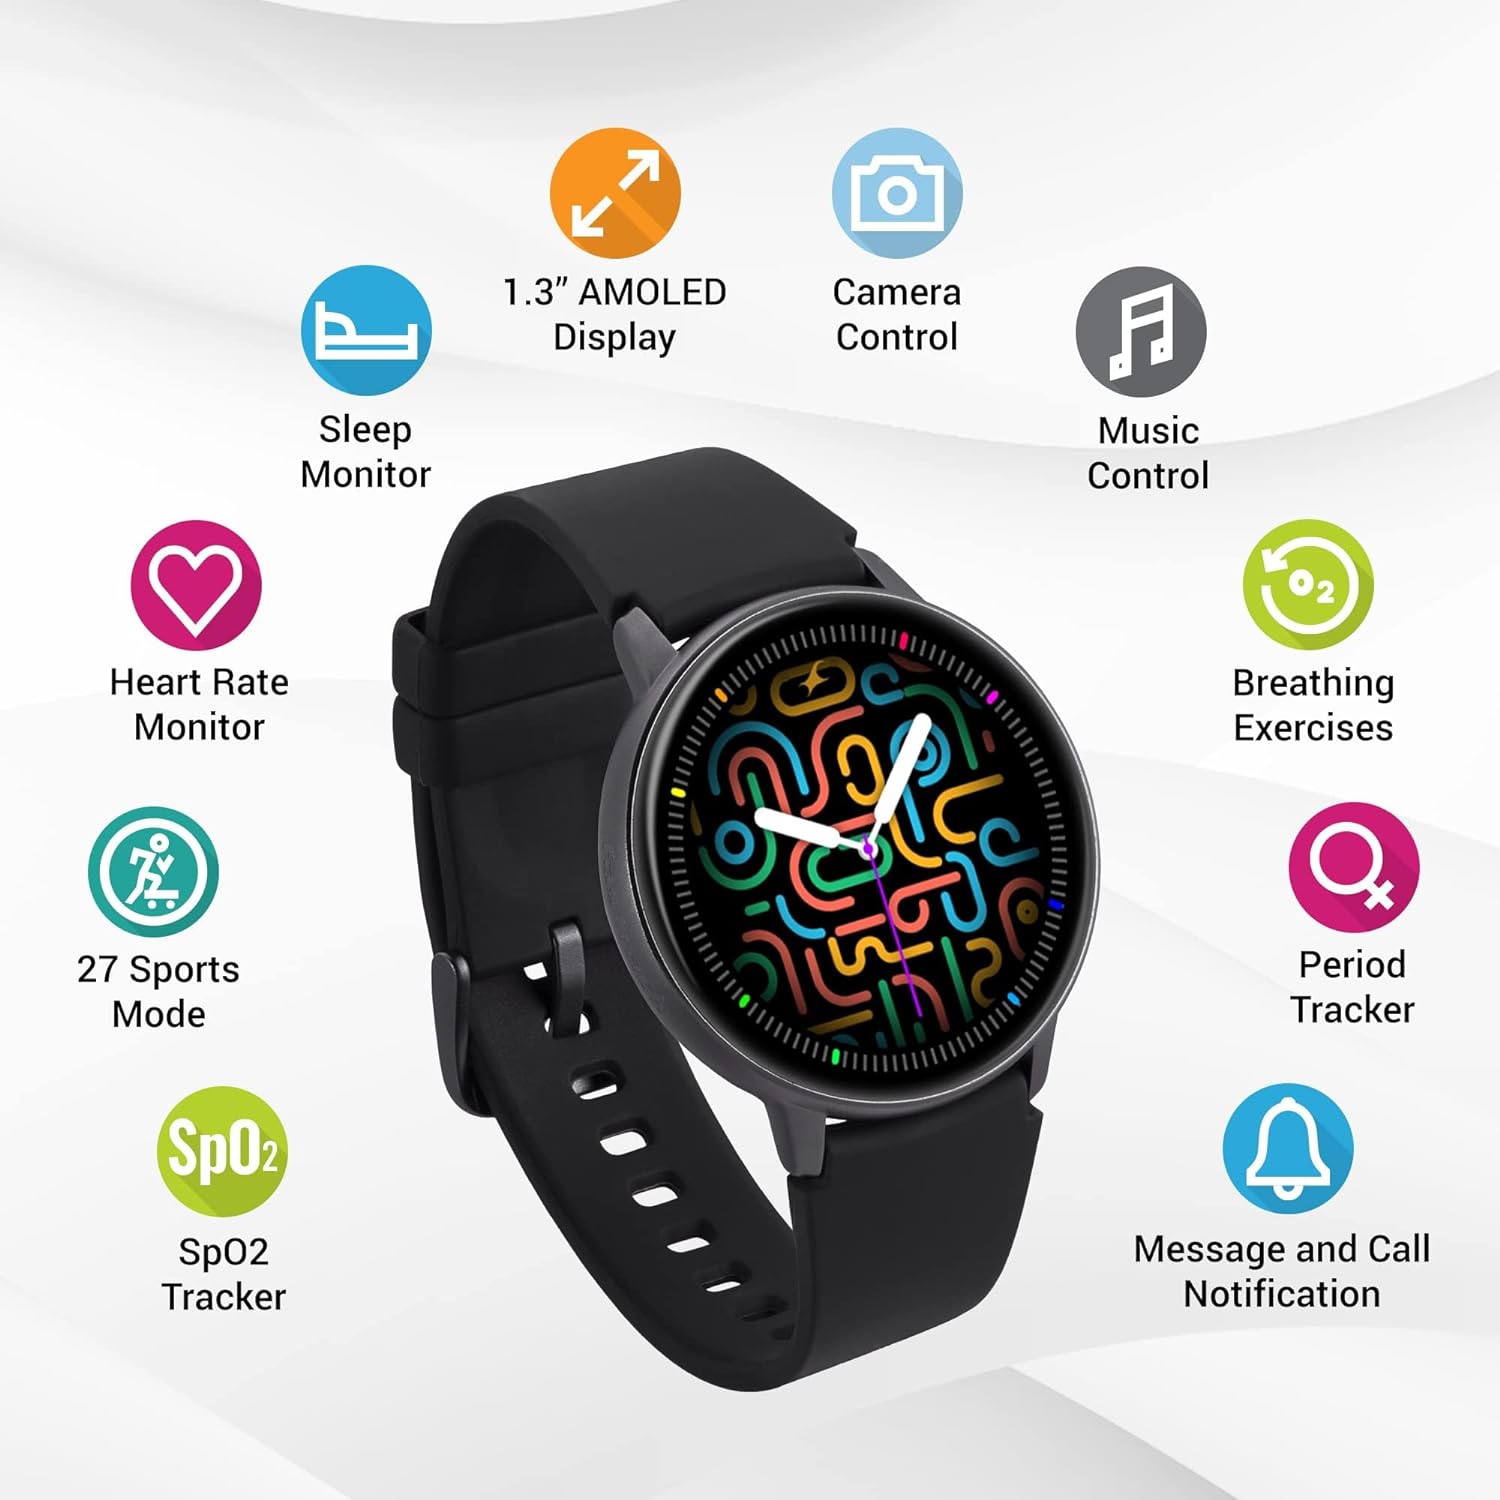 1.3” AMOLED
Display
Camera
Control
Sleep
Monitor
Music
Control
Heart Rate
Monitor
O2
Breathing
Exercises
27 Sports
Mode
Period
Tracker
SpO2
SpO2
Tracker
Message and Call
Notification